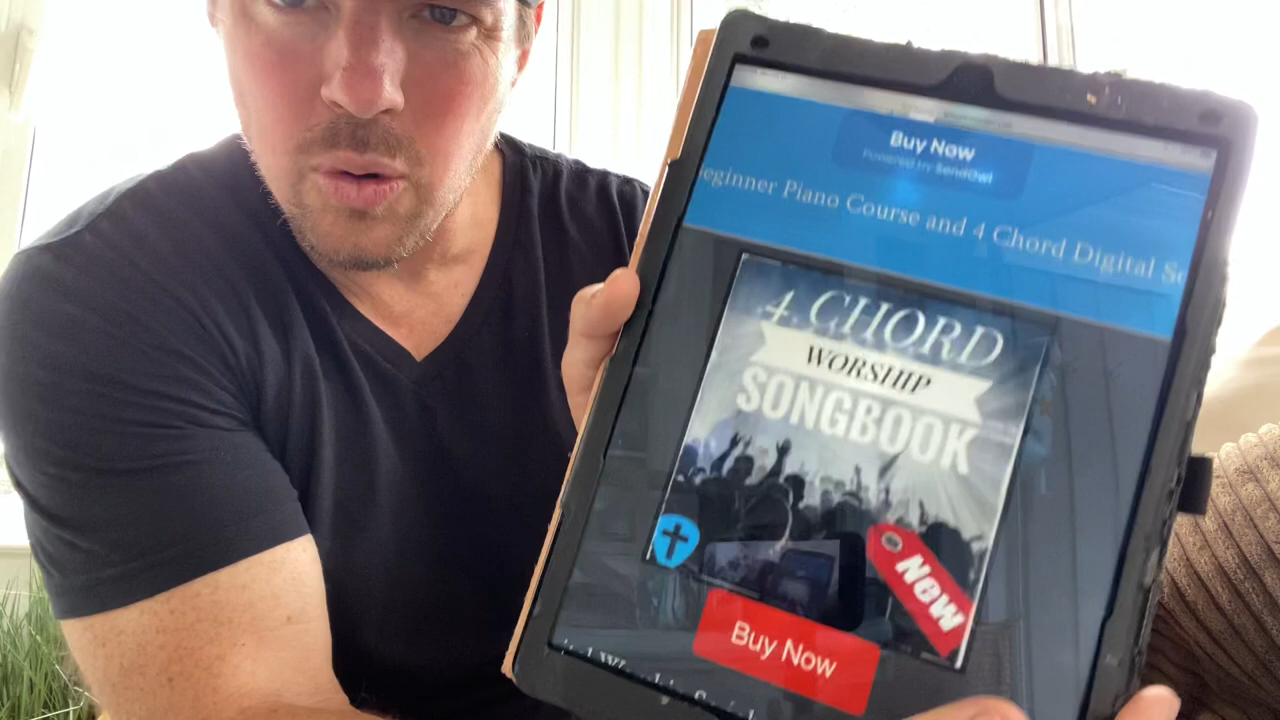 Buy Now
Powered by SendOwl
eginner Piano Course and 4 Chord Digital S
4 CHORD
WORSHIP
SONGBOOK
New
Buy Now